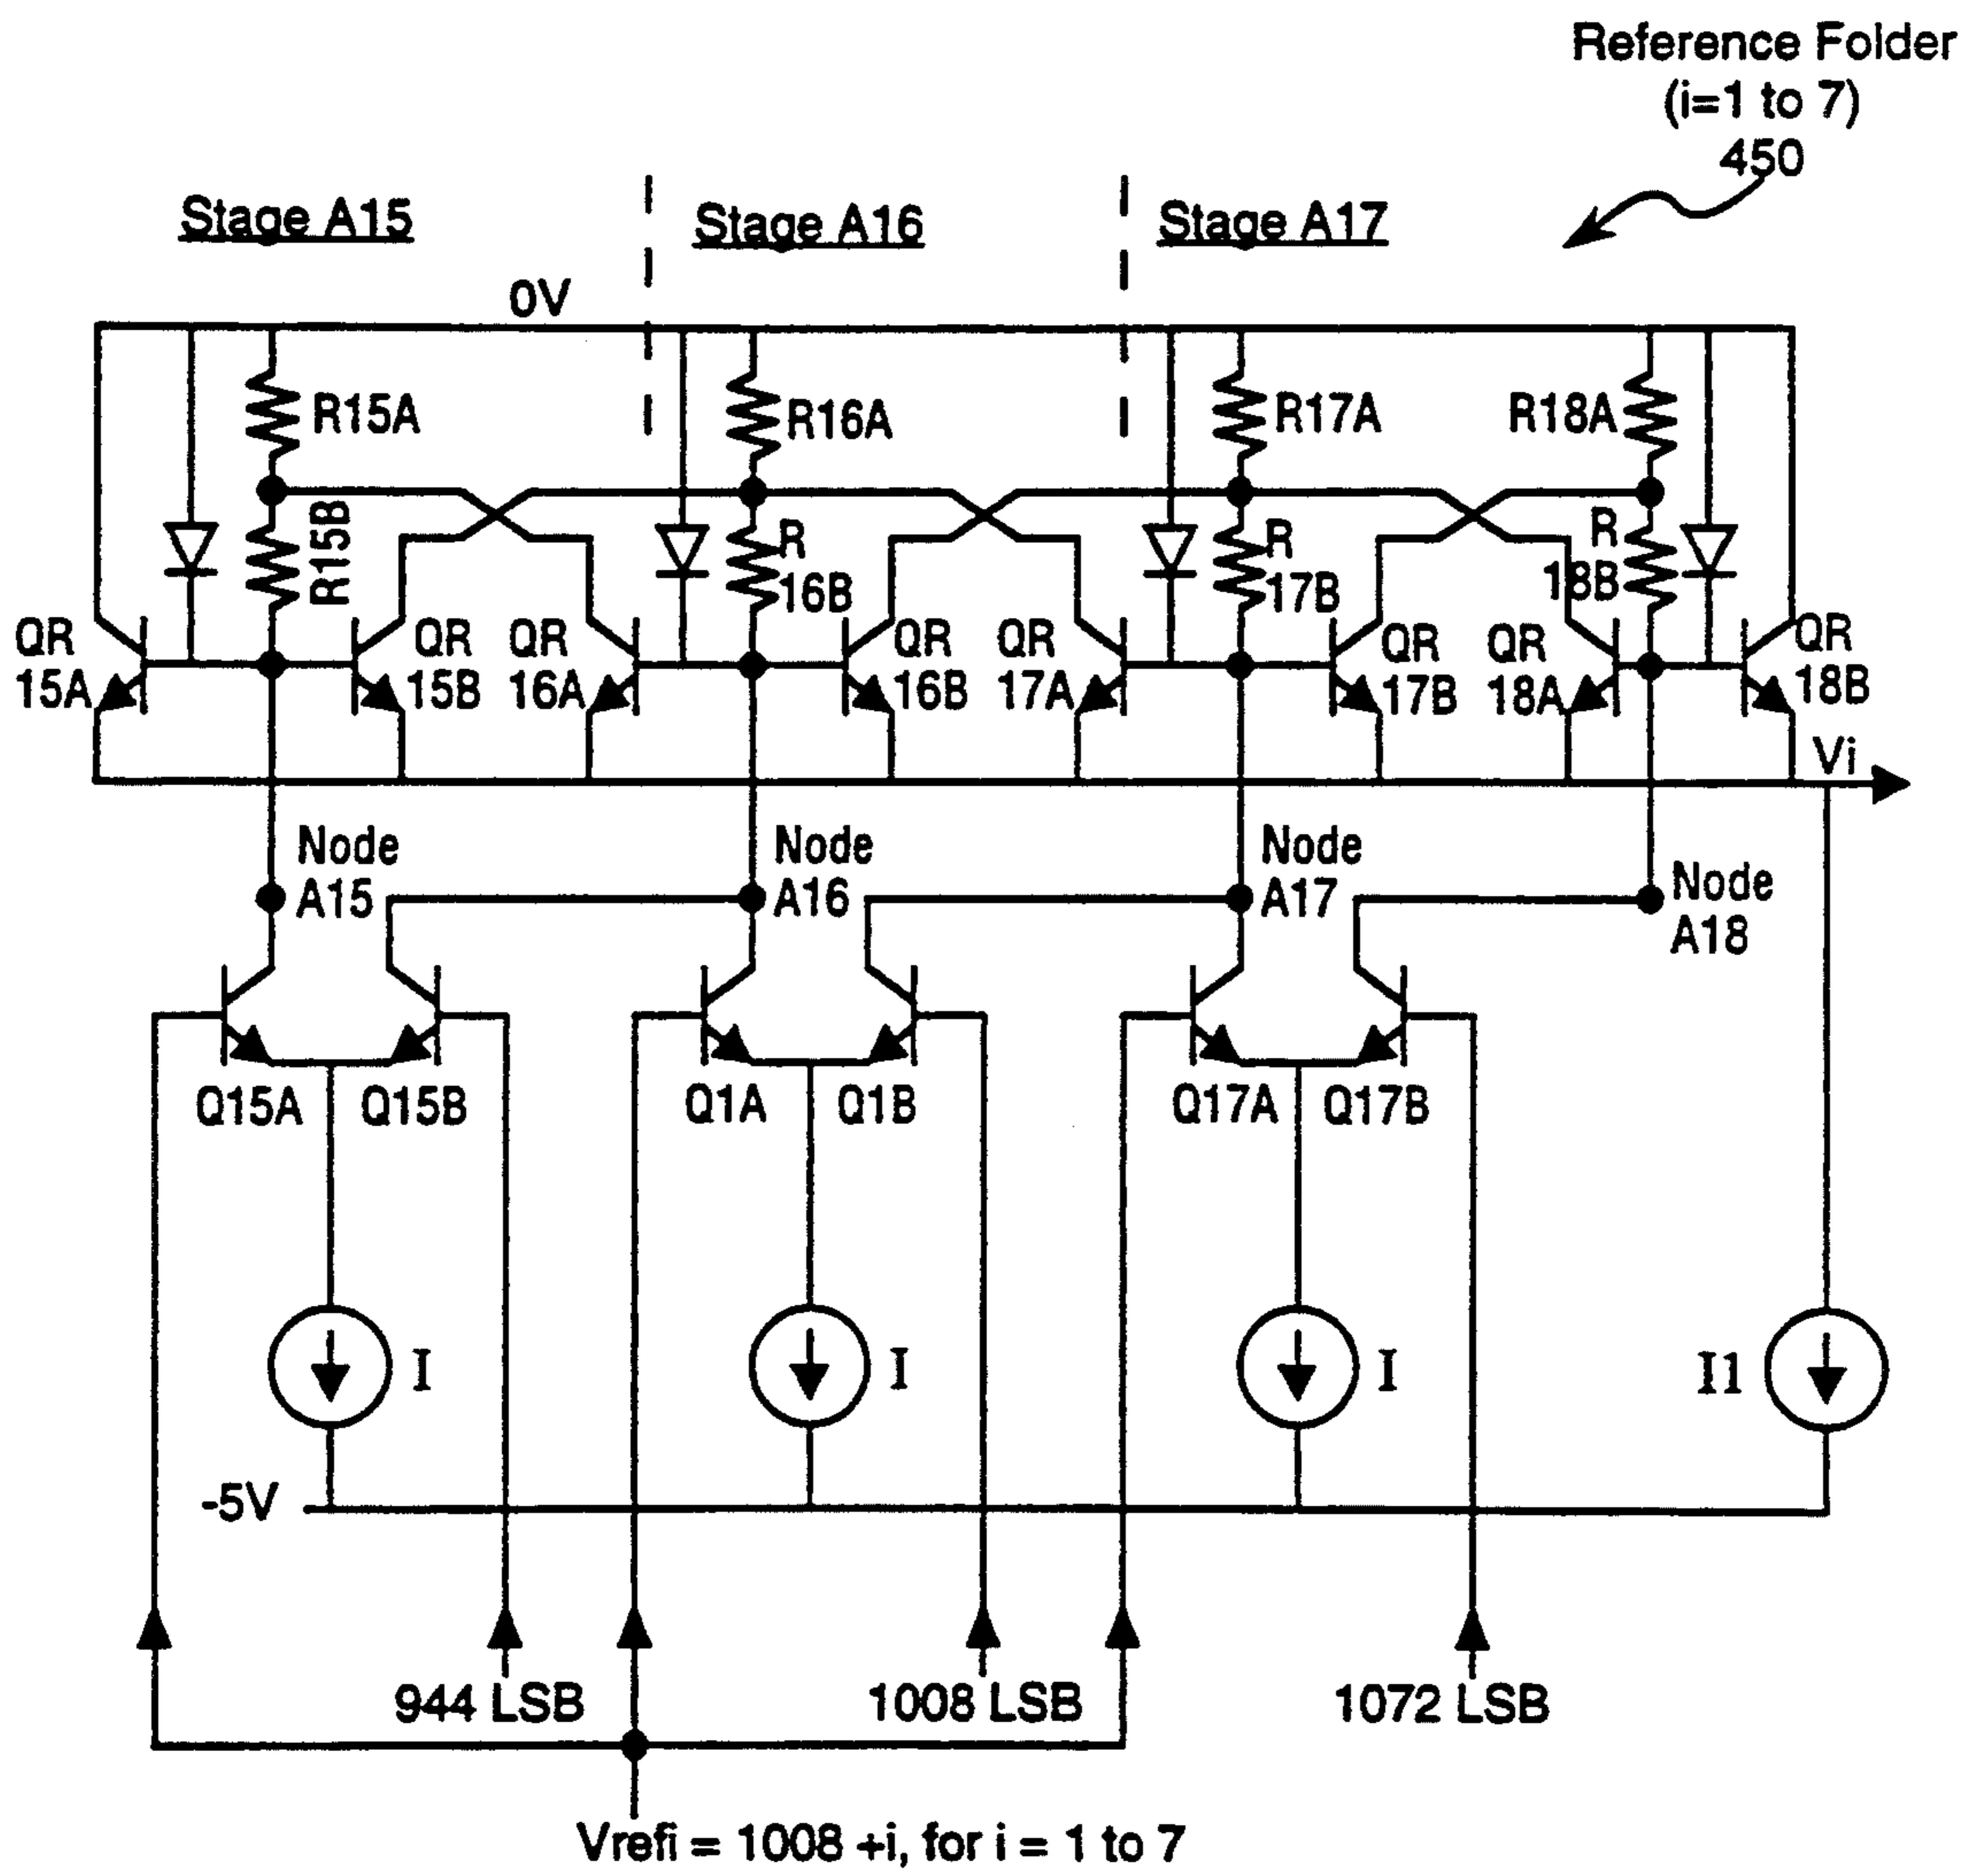 Reference Folder
(i=1 to 7)
450
Stage A15
Stage A16
Stage A17
0V
R15A
R16A
R17A
R18A
R15B
R
16B
R
17B
R
18B
QR
15A
QR
15B
QR
16A
QR
16B
QR
17A
QR
17B
QR
18A
QR
18B
Vi
Node
A15
Node
A16
Node
A17
Node
A18
Q15A
Q15B
Q1A
Q1B
Q17A
Q17B
I
I
I
I1
-5V
944 LSB
1008 LSB
1072 LSB
Vrefi = 1008 +i, for i = 1 to 7